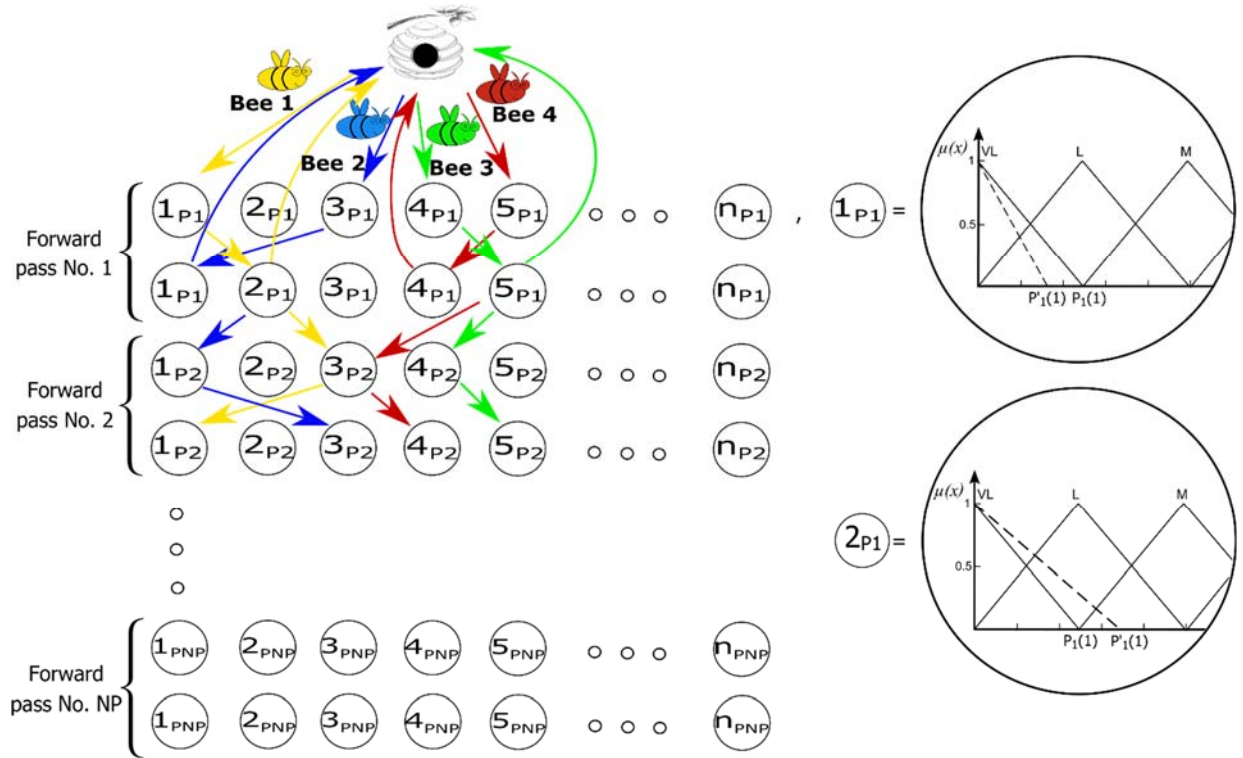 Bee 1
Bee 4
Bee 2
Bee 3
Forward
pass No. 1
1P1 2P1 3P1 4P1 5P1 nP1 , 1P1 =
1P1 2P1 3P1 4P1 5P1 nP1
Forward
pass No. 2
1P2 2P2 3P2 4P2 5P2 nP2
1P2 2P2 3P2 4P2 5P2 nP2
Forward
pass No. NP
1PNP 2PNP 3PNP 4PNP 5PNP nPNP
1PNP 2PNP 3PNP 4PNP 5PNP nPNP
μ(x) VL L M
1
0.5
P'1(1) P1(1)
2P1 =
μ(x) VL L M
1
0.5
P1(1) P'1(1)